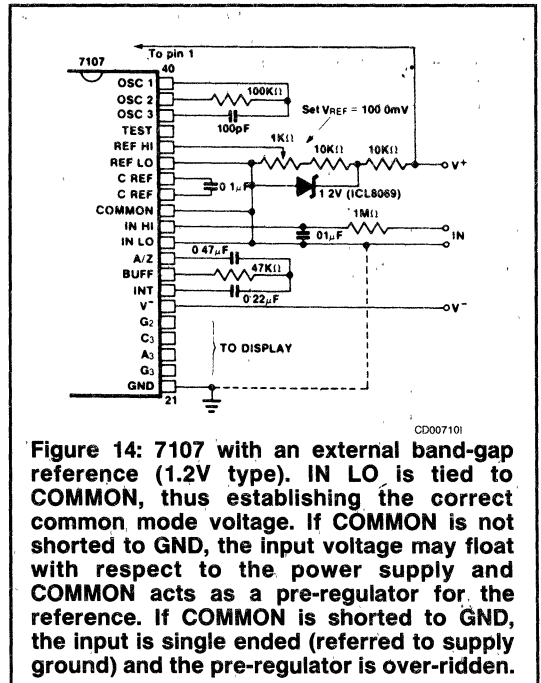 To pin 1
7107
40
OSC 1
OSC 2
OSC 3
TEST
REF HI
REF LO
C REF
C REF
COMMON
IN HI
IN LO
A/Z
BUFF
INT
V⁻
G2
C3
A3
G3
GND
21
100KΩ
100pF
Set VREF = 100 0mV
1KΩ
10KΩ
10KΩ
V⁺
0 1µF
1 2V (ICL8069)
1MΩ
01µF
IN
0 47µF
47KΩ
0 22µF
V⁻
TO DISPLAY
CD00710I
Figure 14: 7107 with an external band-gap
reference (1.2V type). IN LO is tied to
COMMON, thus establishing the correct
common mode voltage. If COMMON is not
shorted to GND, the input voltage may float
with respect to the power supply and
COMMON acts as a pre-regulator for the
reference. If COMMON is shorted to GND,
the input is single ended (referred to supply
ground) and the pre-regulator is over-ridden.